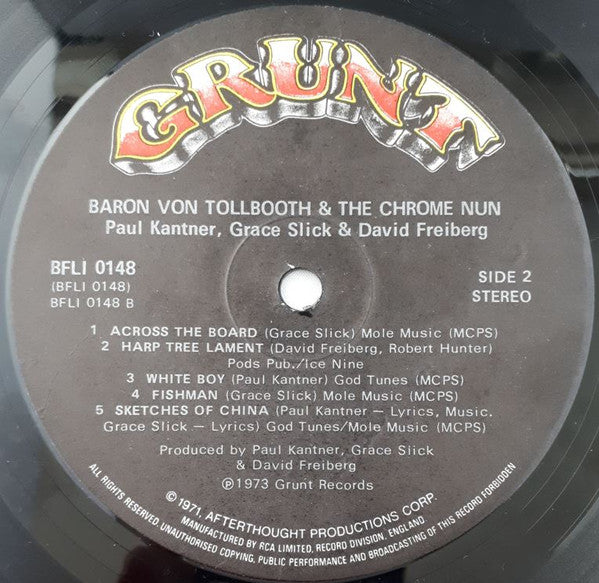 GRUNT
BARON VON TOLLBOOTH & THE CHROME NUN
Paul Kantner, Grace Slick & David Freiberg
BFLI 0148
(BFLI 0148)
BFLI 0148 B
SIDE 2
STEREO
1 ACROSS THE BOARD (Grace Slick) Mole Music (MCPS)
2 HARP TREE LAMENT (David Freiberg, Robert Hunter)
Pods Pub./Ice Nine
3 WHITE BOY (Paul Kantner) God Tunes (MCPS)
4 FISHMAN (Grace Slick) Mole Music (MCPS)
5 SKETCHES OF CHINA (Paul Kantner – Lyrics, Music,
Grace Slick – Lyrics) God Tunes/Mole Music (MCPS)
Produced by Paul Kantner, Grace Slick
& David Freiberg
Ⓟ1973 Grunt Records
© 1971, AFTERTHOUGHT PRODUCTIONS CORP.
MANUFACTURED BY RCA LIMITED, RECORD DIVISION, ENGLAND
ALL RIGHTS RESERVED. UNAUTHORISED COPYING, PUBLIC PERFORMANCE AND BROADCASTING OF THIS RECORD FORBIDDEN